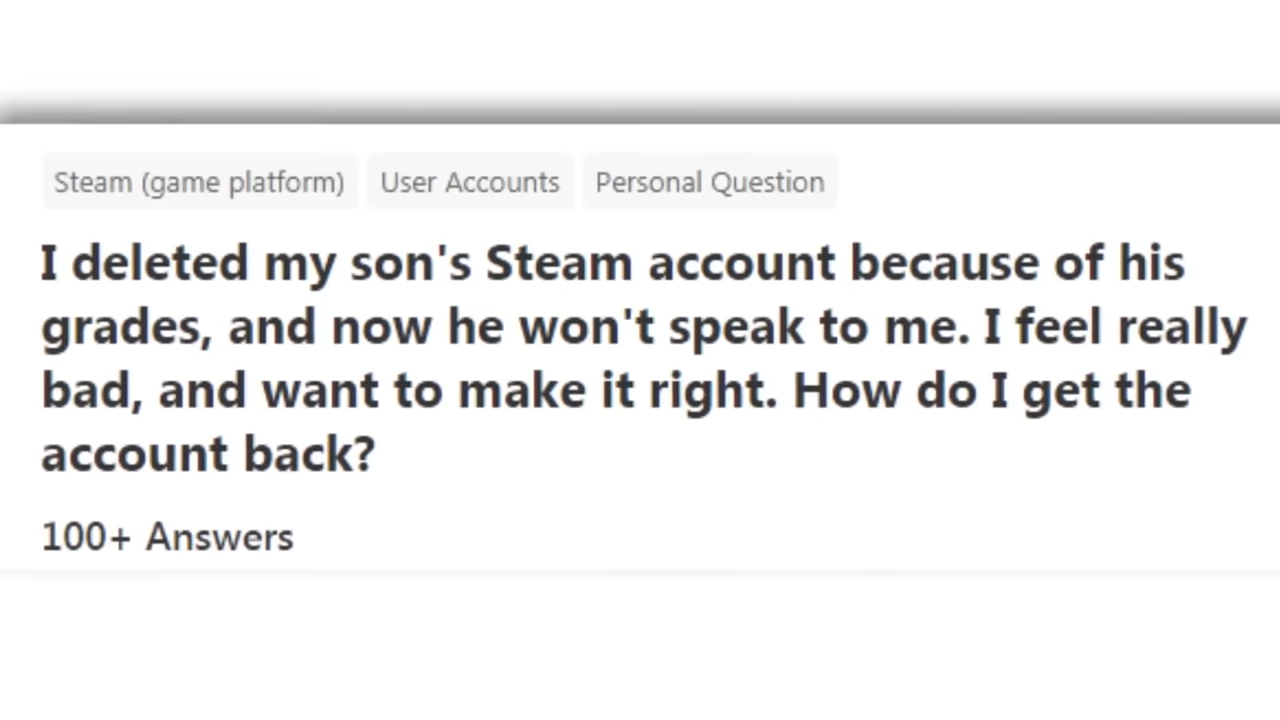 Steam (game platform) User Accounts Personal Question
I deleted my son's Steam account because of his
grades, and now he won't speak to me. I feel really
bad, and want to make it right. How do I get the
account back?
100+ Answers